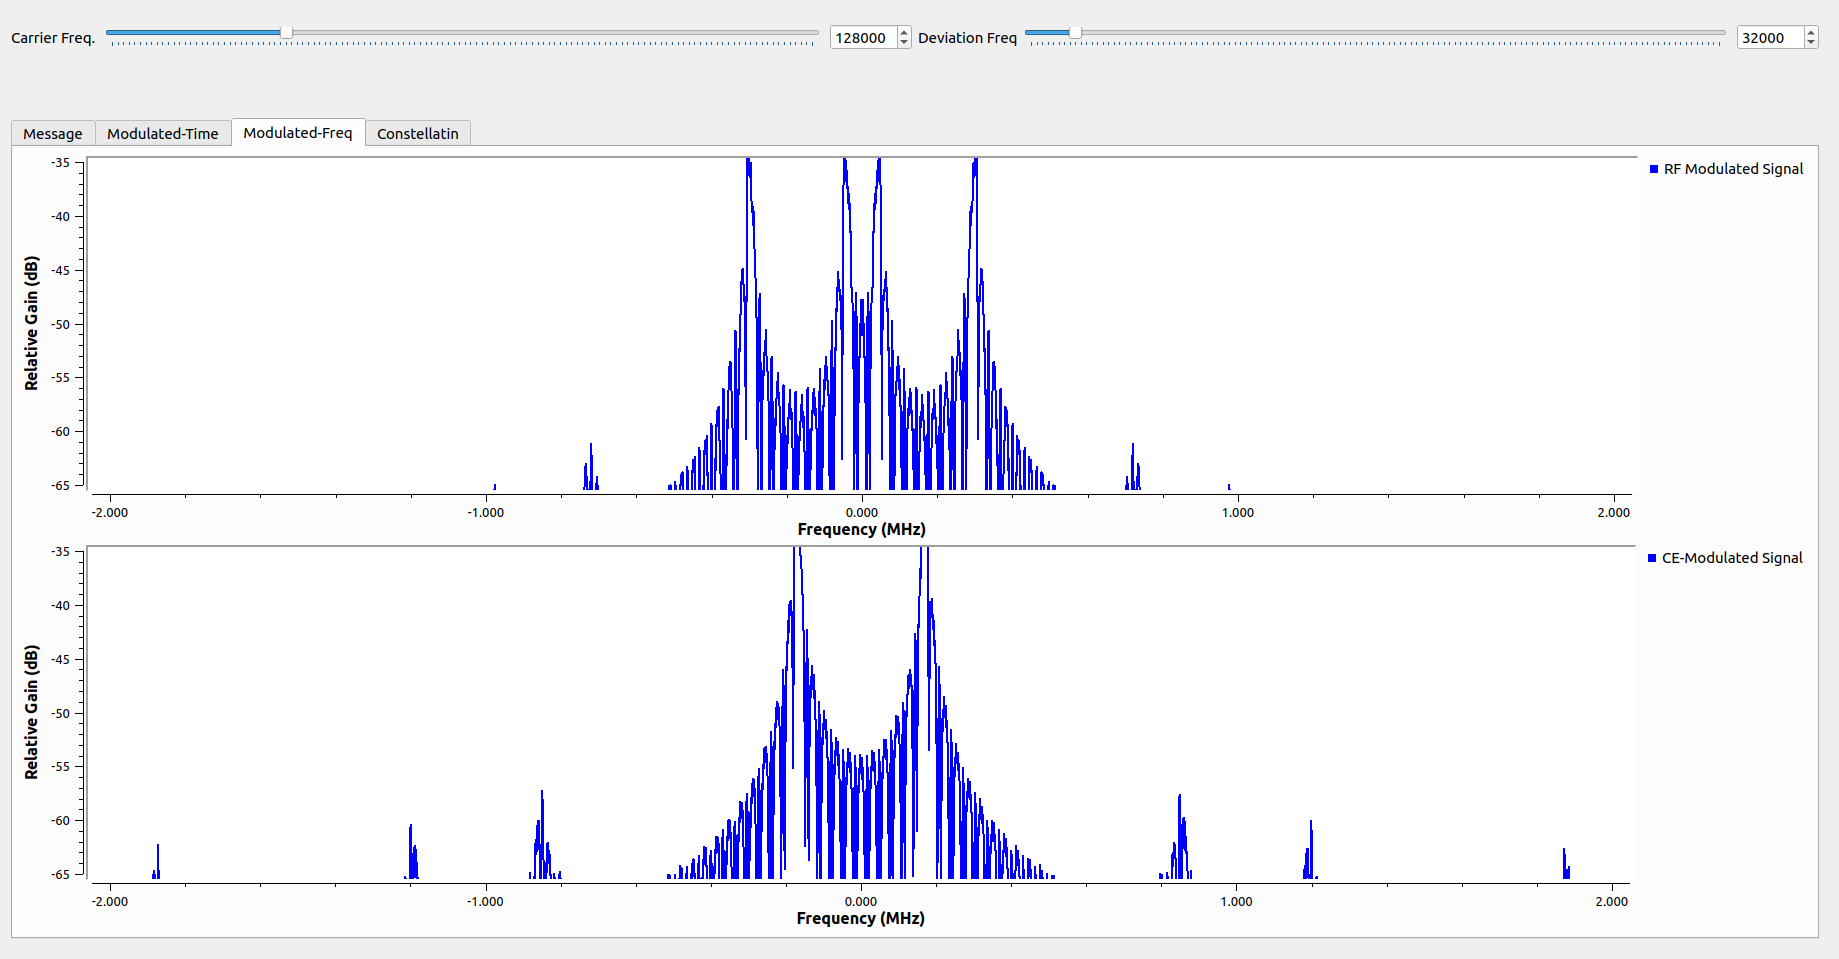 Carrier Freq. 128000 Deviation Freq 32000
Message Modulated-Time Modulated-Freq Constellatin
RF Modulated Signal
Relative Gain (dB)
-35
-40
-45
-50
-55
-60
-65
-2.000 -1.000 0.000 1.000 2.000
Frequency (MHz)
CE-Modulated Signal
Relative Gain (dB)
-35
-40
-45
-50
-55
-60
-65
-2.000 -1.000 0.000 1.000 2.000
Frequency (MHz)